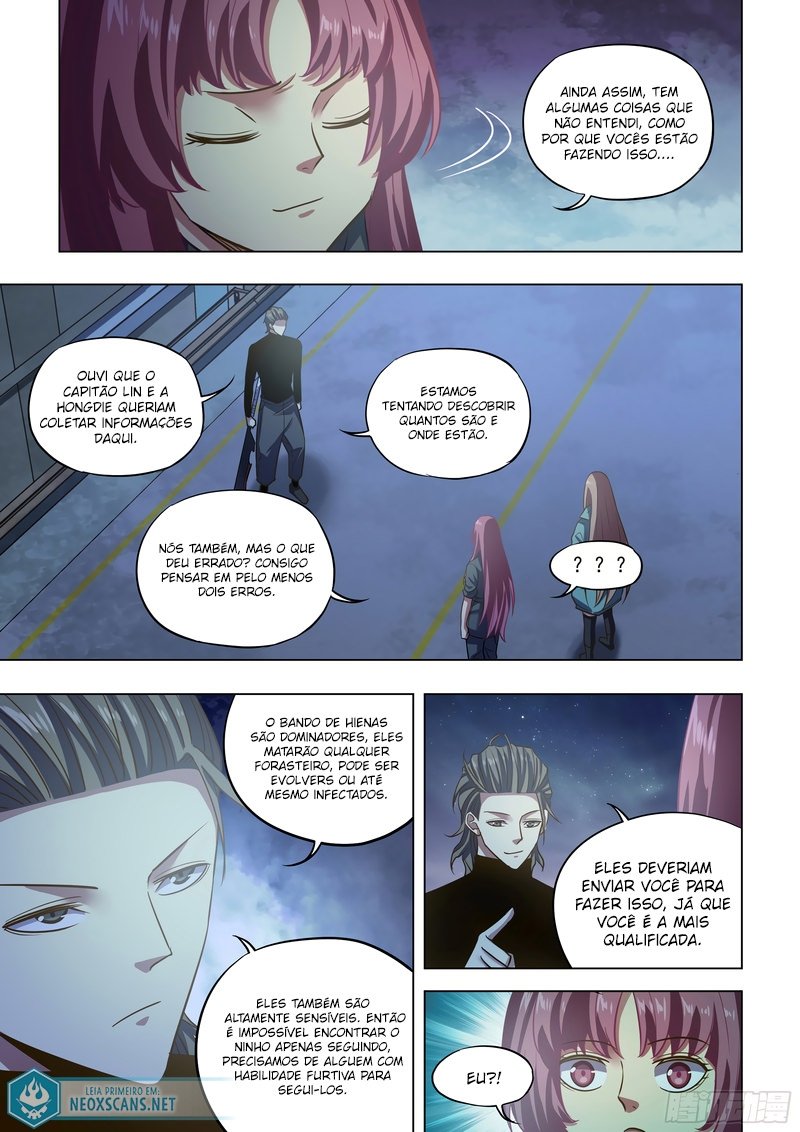 AINDA ASSIM, TEM
ALGUMAS COISAS QUE
NÃO ENTENDI, COMO
POR QUE VOCÊS ESTÃO
FAZENDO ISSO....
OUVI QUE O
CAPITÃO LIN E A
HONGDIE QUERIAM
COLETAR INFORMAÇÕES
DAQUI.
ESTAMOS
TENTANDO DESCOBRIR
QUANTOS SÃO E
ONDE ESTÃO.
NÓS TAMBÉM, MAS O QUE
DEU ERRADO? CONSIGO
PENSAR EM PELO MENOS
DOIS ERROS.
? ? ?
O BANDO DE HIENAS
SÃO DOMINADORES, ELES
MATARÃO QUALQUER
FORASTEIRO, PODE SER
EVOLVERS OU ATÉ
MESMO INFECTADOS.
ELES TAMBÉM SÃO
ALTAMENTE SENSÍVEIS. ENTÃO
É IMPOSSÍVEL ENCONTRAR O
NINHO APENAS SEGUINDO,
PRECISAMOS DE ALGUEM COM
HABILIDADE FURTIVA PARA
SEGUI-LOS.
ELES DEVERIAM
ENVIAR VOCÊ PARA
FAZER ISSO, JÁ QUE
VOCÊ É A MAIS
QUALIFICADA.
EU?!
LEIA PRIMEIRO EM:
NEOXSCANS.NET
腾讯动漫